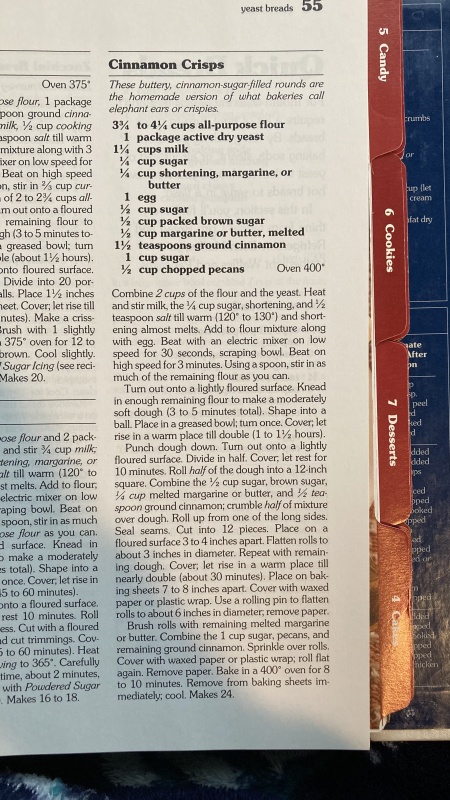 yeast breads 55
Oven 375°
ose flour, 1 package
poon ground cinna-
milk, ½ cup cooking
aspoon salt till warm
mixture along with 3
ixer on low speed for
Beat on high speed
on, stir in ⅔ cup cur-
of 2 to 2¾ cups all-
rn out onto a floured
remaining flour to
gh (3 to 5 minutes to-
greased bowl; turn
le (about 1½ hours).
onto floured surface.
Divide into 20 por-
alls. Place 1½ inches
eet. Cover; let rise till
nutes). Make a criss-
Brush with 1 slightly
375° oven for 12 to
brown. Cool slightly.
Sugar Icing (see reci-
Makes 20.
ose flour and 2 pack-
and stir ¾ cup milk;
tening, margarine, or
alt till warm (120° to
st. Add to flour;
electric mixer on low
craping bowl. Beat on
spoon, stir in as much
ose flour as you can.
d surface. Knead in
o make a moderately
es total). Shape into a
once. Cover; let rise in
45 to 60 minutes).
onto a floured surface.
rest 10 minutes. Roll
ess. Cut with a floured
nd cut trimmings. Cov-
5 to 60 minutes). Heat
ying to 365°. Carefully
time, about 2 minutes,
with Powdered Sugar
. Makes 16 to 18.
Cinnamon Crisps
These buttery, cinnamon-sugar-filled rounds are
the homemade version of what bakeries call
elephant ears or crispies.
3¾ to 4¼ cups all-purpose flour
1 package active dry yeast
1¼ cups milk
¼ cup sugar
¼ cup shortening, margarine, or
butter
1 egg
½ cup sugar
½ cup packed brown sugar
½ cup margarine or butter, melted
1½ teaspoons ground cinnamon
1 cup sugar
½ cup chopped pecans Oven 400°
Combine 2 cups of the flour and the yeast. Heat
and stir milk, the ¼ cup sugar, shortening, and ½
teaspoon salt till warm (120° to 130°) and short-
ening almost melts. Add to flour mixture along
with egg. Beat with an electric mixer on low
speed for 30 seconds, scraping bowl. Beat on
high speed for 3 minutes. Using a spoon, stir in as
much of the remaining flour as you can.
Turn out onto a lightly floured surface. Knead
in enough remaining flour to make a moderately
soft dough (3 to 5 minutes total). Shape into a
ball. Place in a greased bowl; turn once. Cover; let
rise in a warm place till double (1 to 1½ hours).
Punch dough down. Turn out onto a lightly
floured surface. Divide in half. Cover; let rest for
10 minutes. Roll half of the dough into a 12-inch
square. Combine the ½ cup sugar, brown sugar,
¼ cup melted margarine or butter, and ½ tea-
spoon ground cinnamon; crumble half of mixture
over dough. Roll up from one of the long sides.
Seal seams. Cut into 12 pieces. Place on a
floured surface 3 to 4 inches apart. Flatten rolls to
about 3 inches in diameter. Repeat with remain-
ing dough. Cover; let rise in a warm place till
nearly double (about 30 minutes). Place on bak-
ing sheets 7 to 8 inches apart. Cover with waxed
paper or plastic wrap. Use a rolling pin to flatten
rolls to about 6 inches in diameter; remove paper.
Brush rolls with remaining melted margarine
or butter. Combine the 1 cup sugar, pecans, and
remaining ground cinnamon. Sprinkle over rolls.
Cover with waxed paper or plastic wrap; roll flat
again. Remove paper. Bake in a 400° oven for 8
to 10 minutes. Remove from baking sheets im-
mediately; cool. Makes 24.
5 Candy
6 Cookies
7 Desserts
4 Cakes
crumbs
or
cup (let
cream
fat dry
After
peel